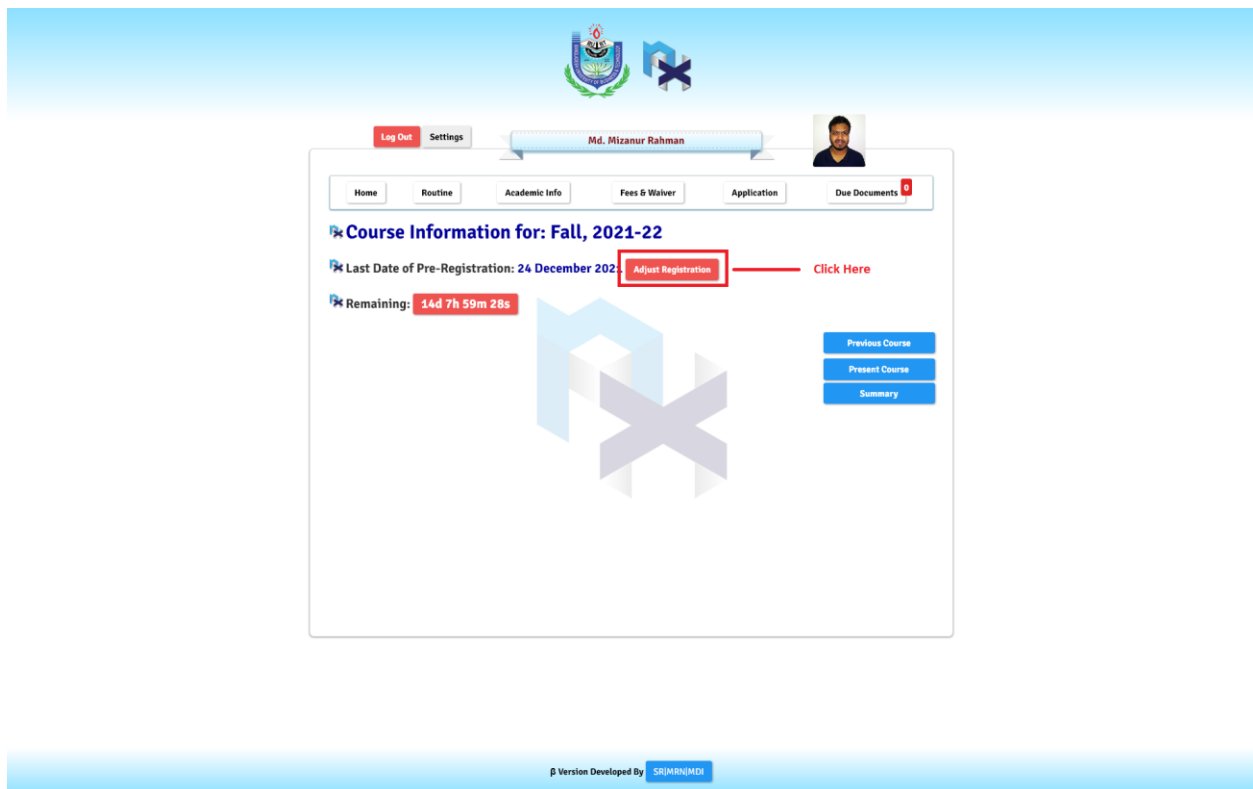 Log Out Settings Md. Mizanur Rahman
Home Routine Academic Info Fees & Waiver Application Due Documents 0
Course Information for: Fall, 2021-22
Last Date of Pre-Registration: 24 December 202 Adjust Registration Click Here
Remaining: 14d 7h 59m 28s
Previous Course
Present Course
Summary
β Version Developed By SR|MRN|MDI